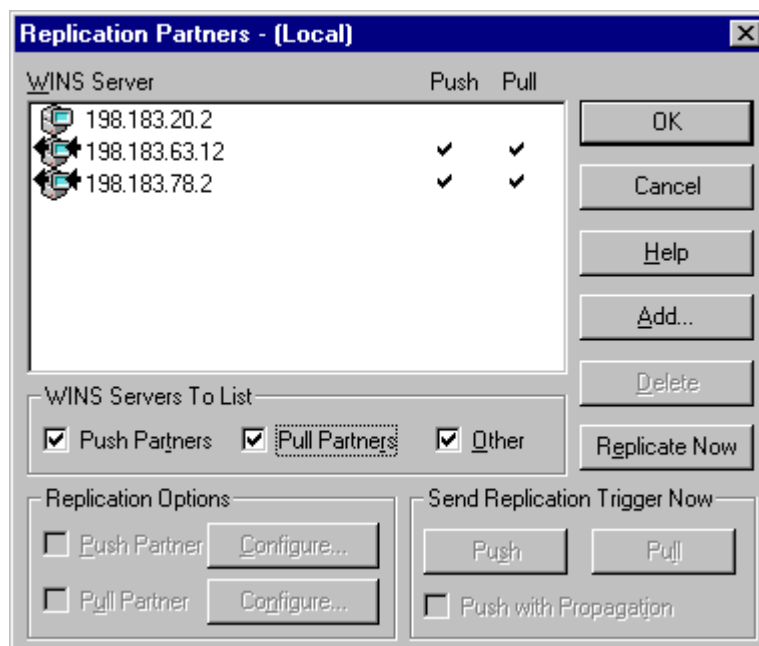 Replication Partners - (Local)
WINS Server Push Pull
198.183.20.2
198.183.63.12
198.183.78.2
OK
Cancel
Help
Add...
Delete
WINS Servers To List
Push Partners Pull Partners Other
Replicate Now
Replication Options
Push Partner Configure...
Pull Partner Configure...
Send Replication Trigger Now
Push Pull
Push with Propagation